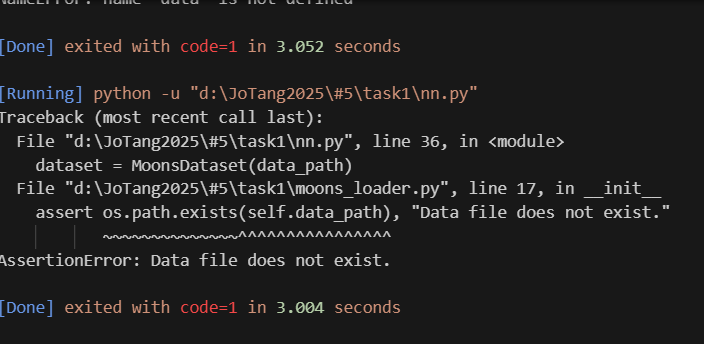 NameError: name 'data' is not defined
[Done] exited with code=1 in 3.052 seconds
[Running] python -u "d:\JoTang2025\#5\task1\nn.py"
Traceback (most recent call last):
  File "d:\JoTang2025\#5\task1\nn.py", line 36, in <module>
    dataset = MoonsDataset(data_path)
  File "d:\JoTang2025\#5\task1\moons_loader.py", line 17, in __init__
    assert os.path.exists(self.data_path), "Data file does not exist."
           ~~~~~~~~~~~~~~^^^^^^^^^^^^^^^^
AssertionError: Data file does not exist.
[Done] exited with code=1 in 3.004 seconds